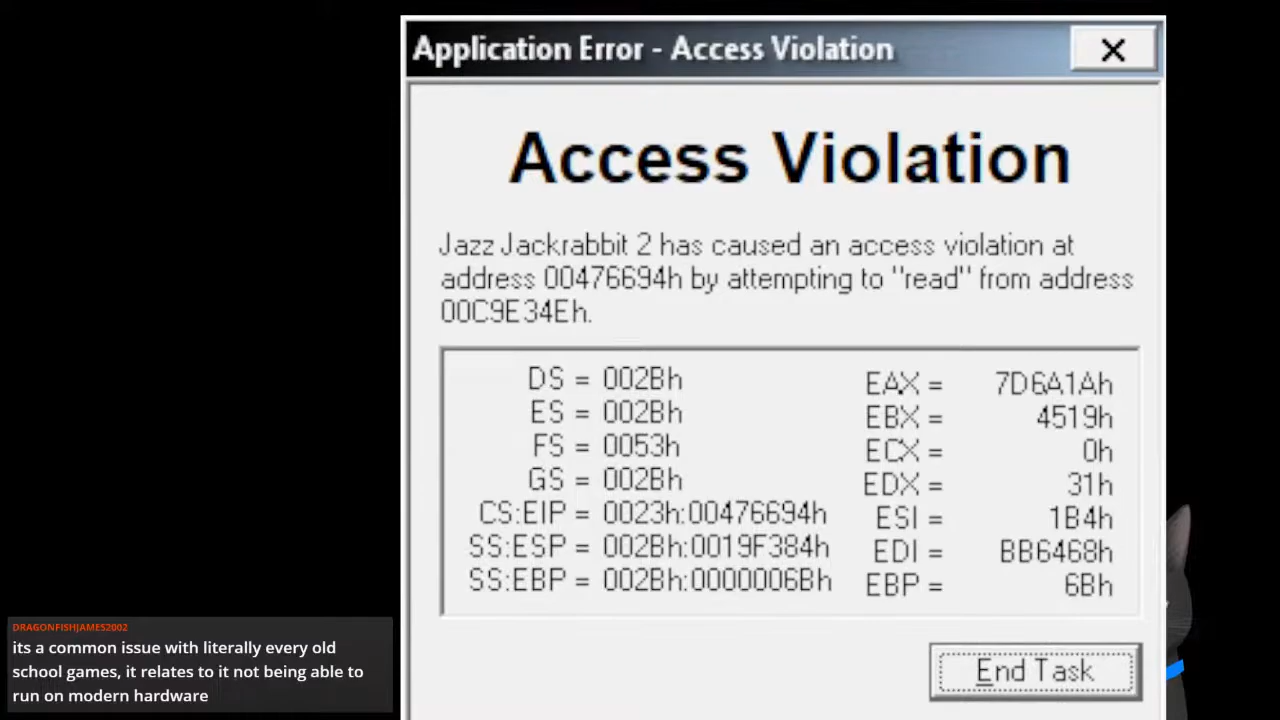 Application Error - Access Violation
Access Violation
Jazz Jackrabbit 2 has caused an access violation at
address 00476694h by attempting to "read" from address
00C9E34Eh.
DS = 002Bh
ES = 002Bh
FS = 0053h
GS = 002Bh
CS:EIP = 0023h:00476694h
SS:ESP = 002Bh:0019F384h
SS:EBP = 002Bh:0000006Bh
EAX = 7D6A1Ah
EBX = 4519h
ECX = 0h
EDX = 31h
ESI = 1B4h
EDI = BB6468h
EBP = 6Bh
End Task
DRAGONFISHJAMES2002
its a common issue with literally every old
school games, it relates to it not being able to
run on modern hardware